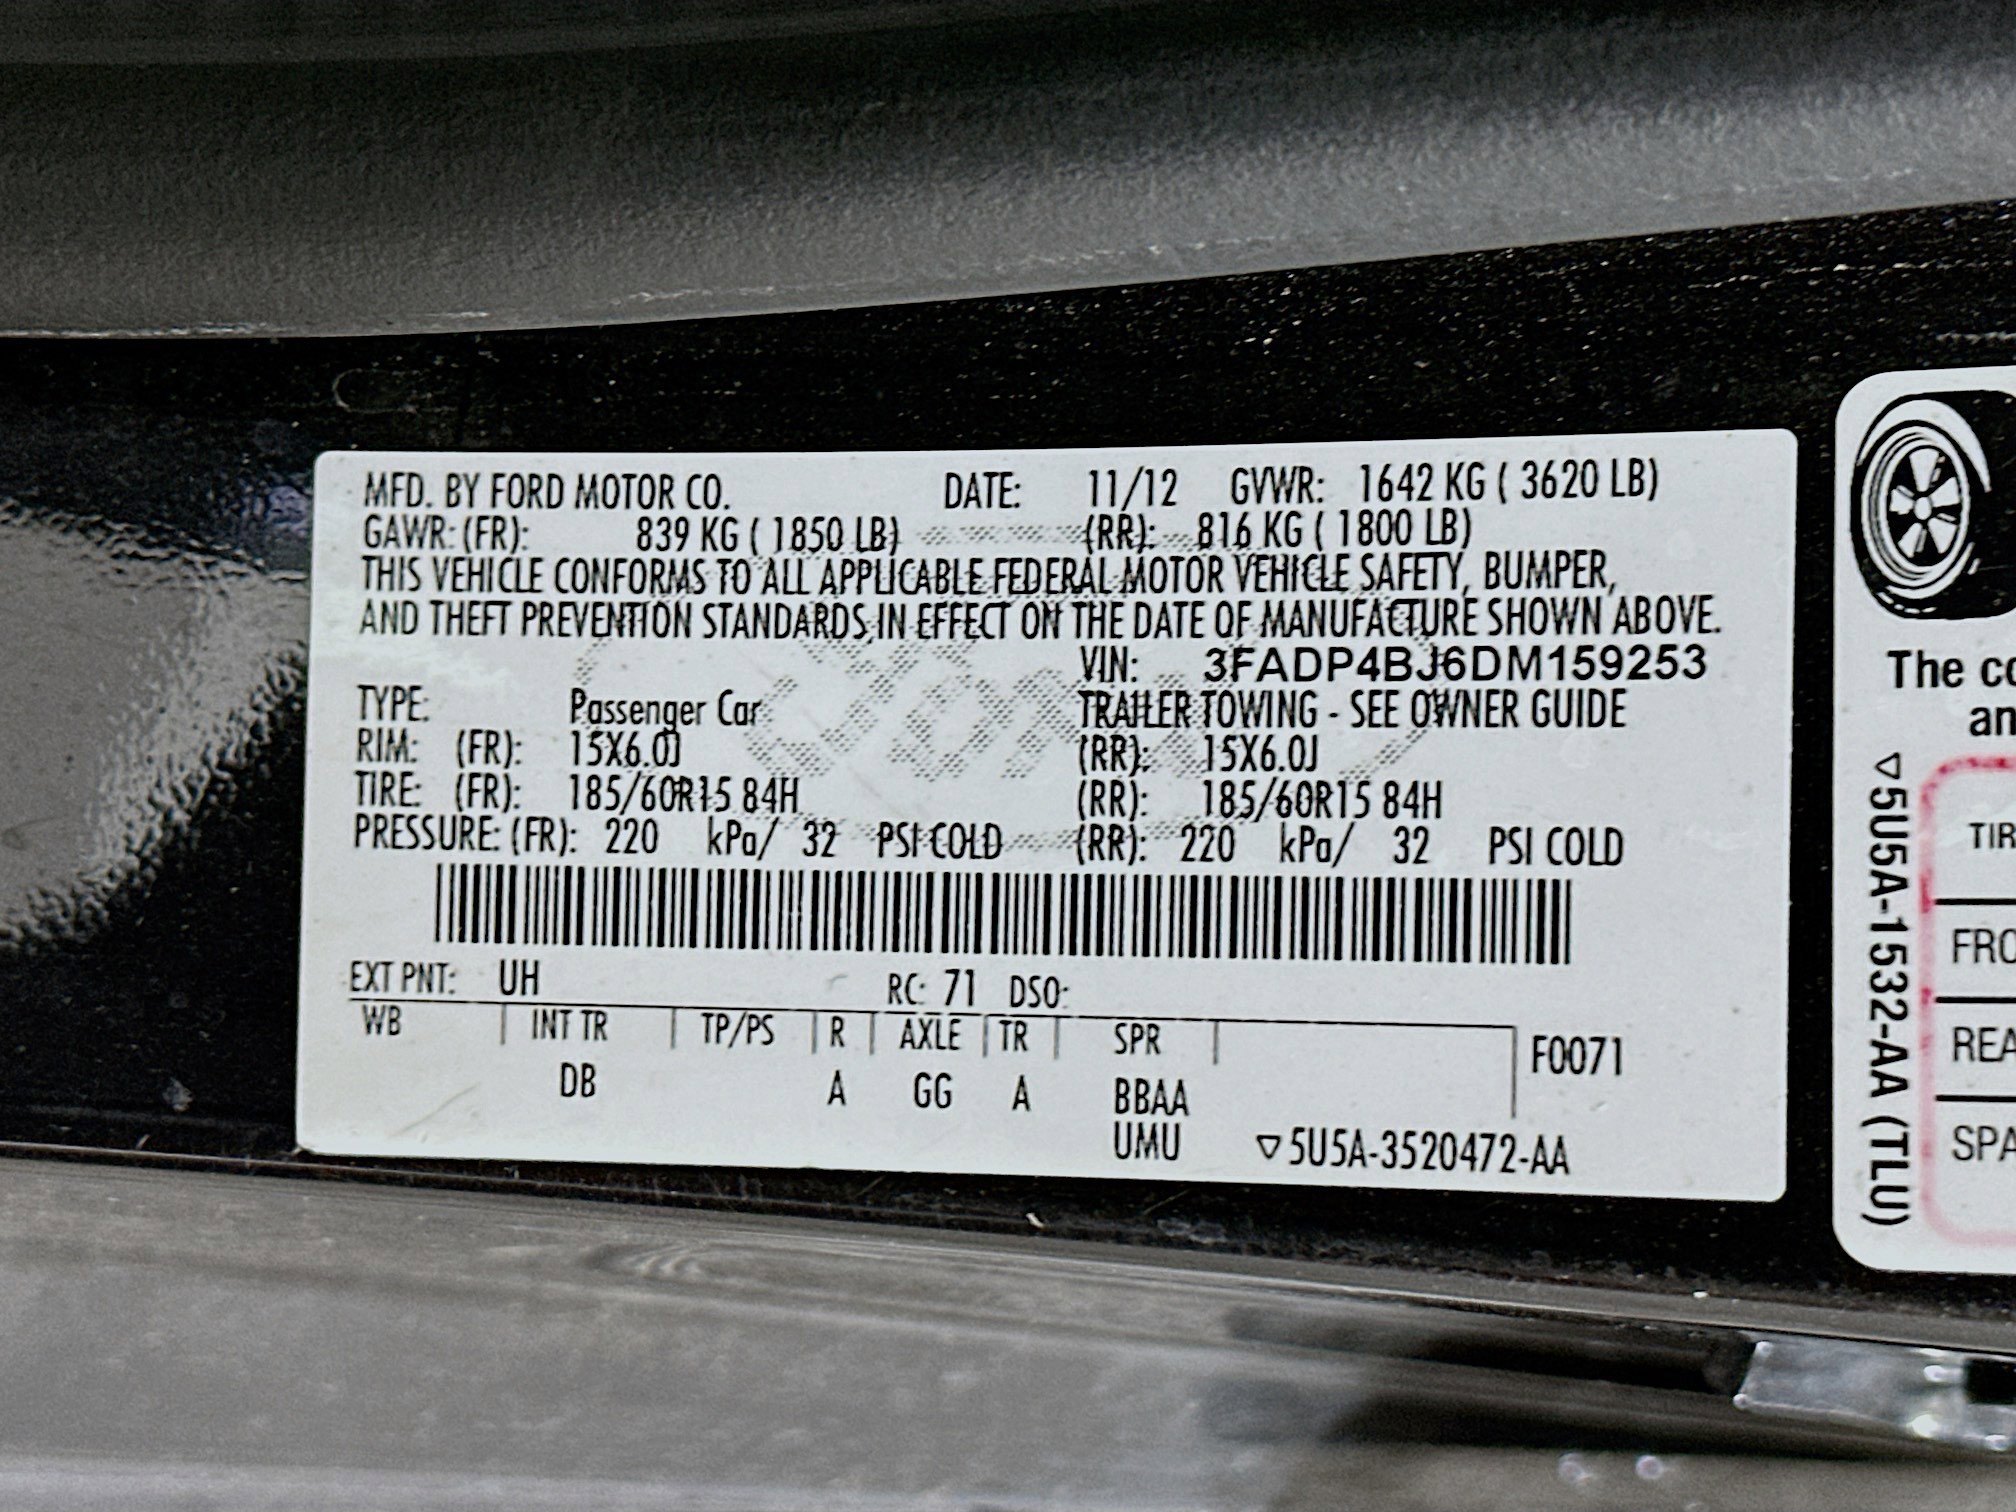 MFD. BY FORD MOTOR CO. DATE: 11/12 GVWR: 1642 KG ( 3620 LB)
GAWR: (FR): 839 KG ( 1850 LB) (RR): 816 KG ( 1800 LB)
THIS VEHICLE CONFORMS TO ALL APPLICABLE FEDERAL MOTOR VEHICLE SAFETY, BUMPER,
AND THEFT PREVENTION STANDARDS IN EFFECT ON THE DATE OF MANUFACTURE SHOWN ABOVE.
VIN: 3FADP4BJ6DM159253
TYPE: Passenger Car TRAILER TOWING - SEE OWNER GUIDE
RIM: (FR): 15X6.0J (RR): 15X6.0J
TIRE: (FR): 185/60R15 84H (RR): 185/60R15 84H
PRESSURE: (FR): 220 kPa/ 32 PSI COLD (RR): 220 kPa/ 32 PSI COLD
EXT PNT: UH RC: 71 DSO:
WB INT TR TP/PS R AXLE TR SPR F0071
DB A GG A BBAA
UMU ▽5U5A-3520472-AA
Ford
The
▽5U5A-1532-AA (TLU)